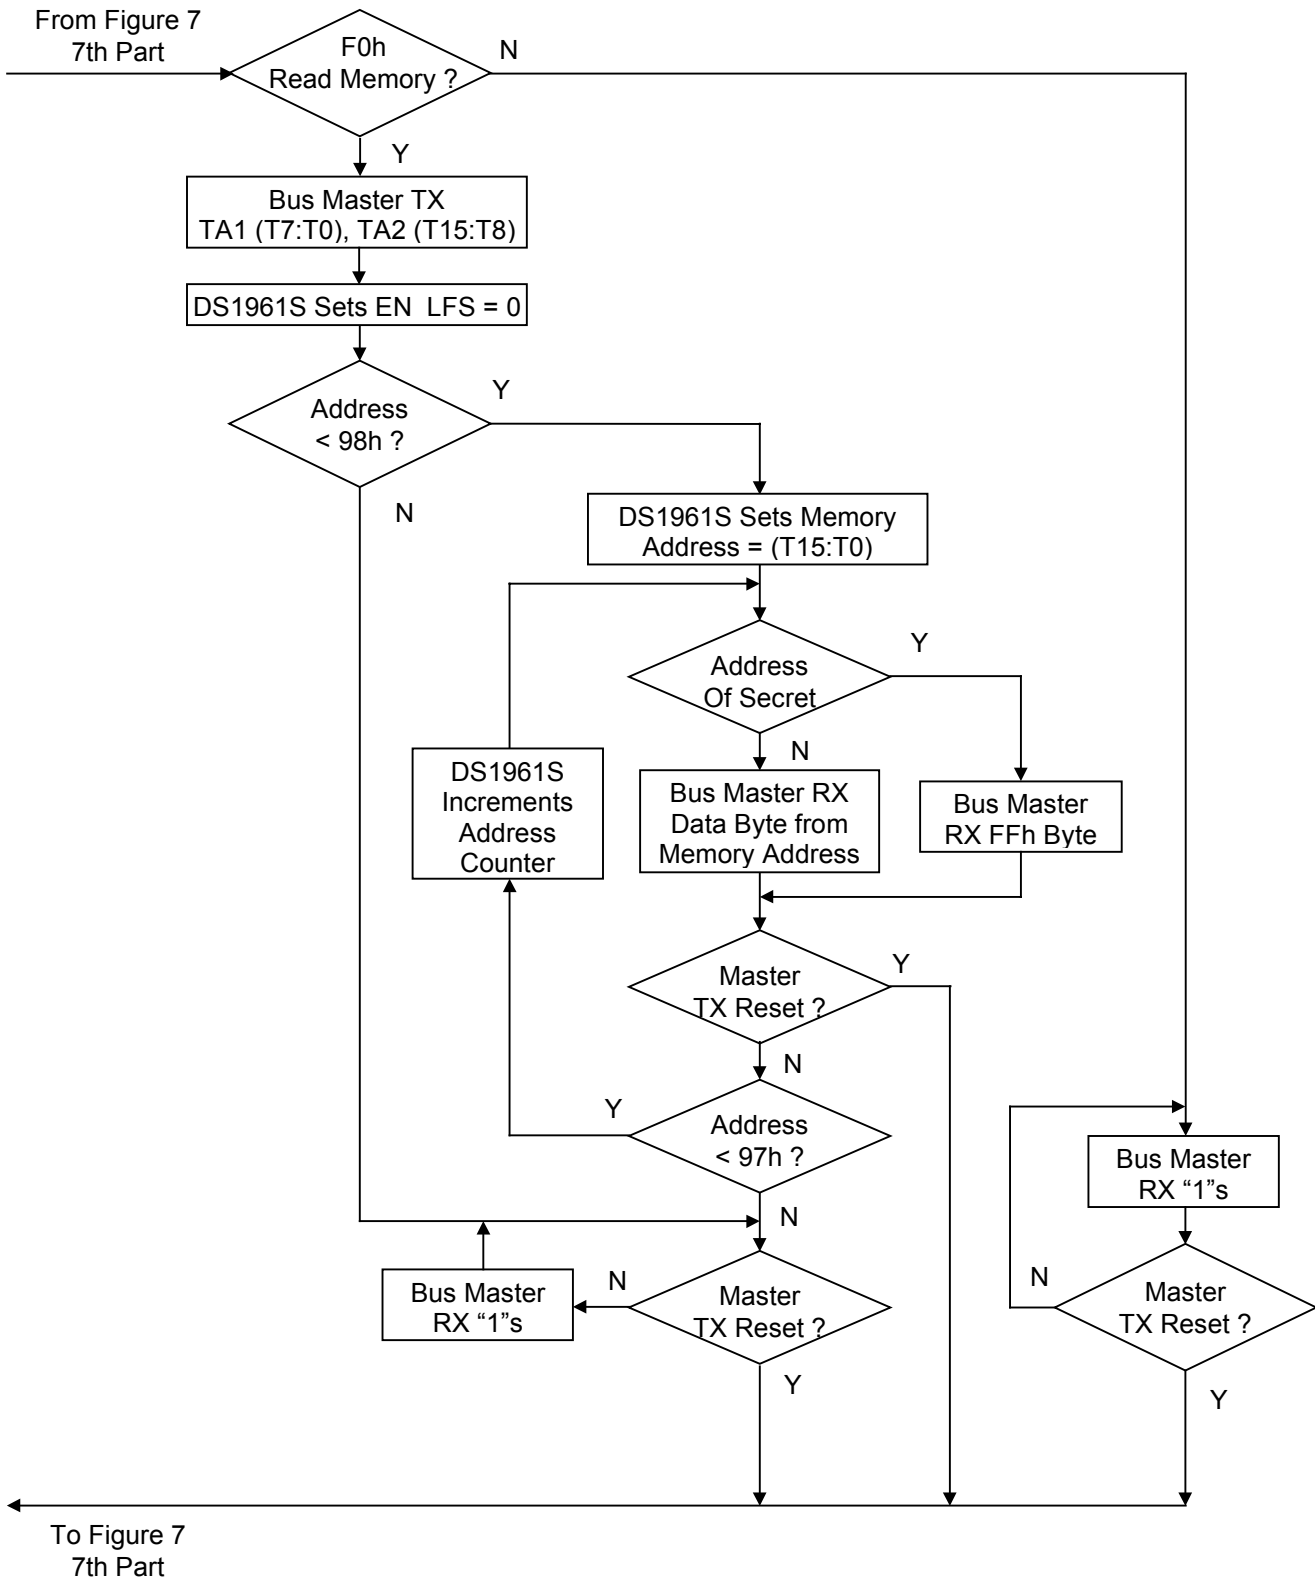 From Figure 7
7th Part
F0h
Read Memory ?
N
Y
Bus Master TX
TA1 (T7:T0), TA2 (T15:T8)
DS1961S Sets EN LFS = 0
Address
< 98h ?
Y
N
DS1961S Sets Memory
Address = (T15:T0)
Address
Of Secret
Y
N
DS1961S
Increments
Address
Counter
Bus Master RX
Data Byte from
Memory Address
Bus Master
RX FFh Byte
Master
TX Reset ?
Y
N
Address
< 97h ?
Y
N
Bus Master
RX “1”s
Bus Master
RX “1”s
N
Master
TX Reset ?
Y
N
Master
TX Reset ?
Y
To Figure 7
7th Part